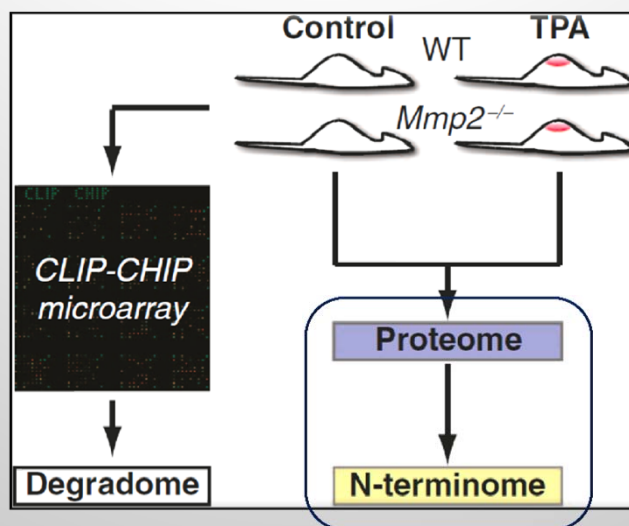 Control TPA
WT
Mmp2–/–
CLIP CHIP
CLIP-CHIP
microarray
Proteome
Degradome
N-terminome